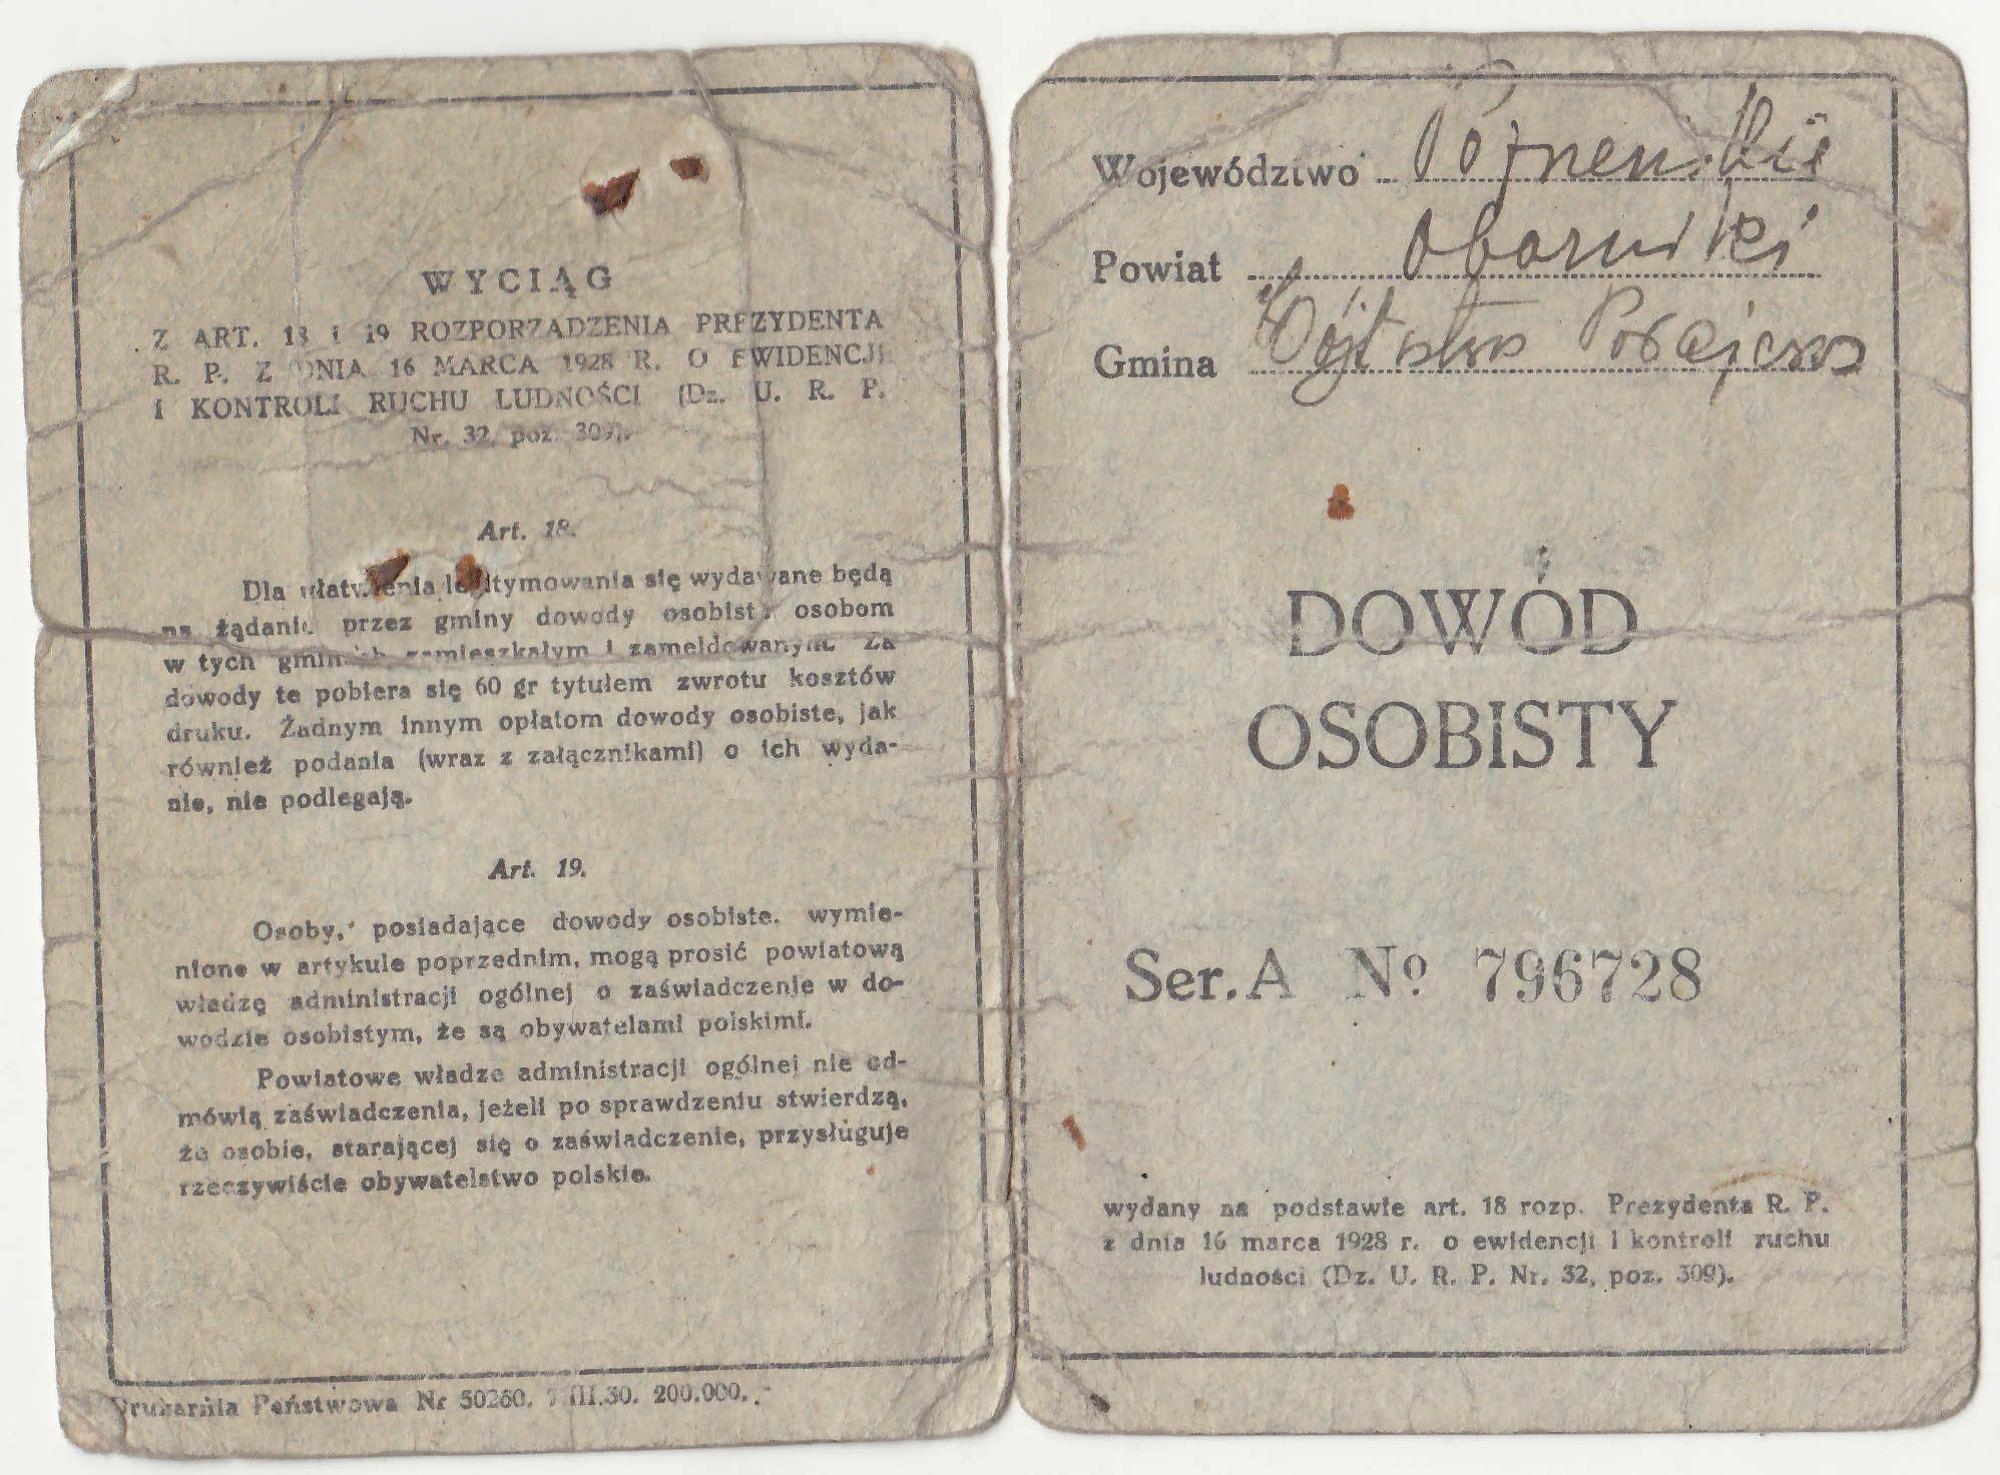 WYCIĄG
Z ART. 18 i 19 ROZPORZĄDZENIA PREZYDENTA
R. P. Z DNIA 16 MARCA 1928 R. O EWIDENCJI
I KONTROLI RUCHU LUDNOŚCI (Dz. U. R. P.
Nr. 32, poz. 309).
Art. 18.
Dla ułatwienia legitymowania się wydawane będą
na żądanie przez gminy dowody osobiste osobom
w tych gminach zamieszkałym i zameldowanym. Za
dowody te pobiera się 60 gr tytułem zwrotu kosztów
druku. Żadnym innym opłatom dowody osobiste, jak
również podania (wraz z załącznikami) o ich wyda-
nie, nie podlegają.
Art. 19.
Osoby, posiadające dowody osobiste. wymie-
nione w artykule poprzednim, mogą prosić powiatową
władzę administracji ogólnej o zaświadczenie w do-
wodzie osobistym, że są obywatelami polskimi.
Powiatowe władze administracji ogólnej nie od-
mówią zaświadczenia, jeżeli po sprawdzeniu stwierdzą,
że osobie, starającej się o zaświadczenie, przysługuje
rzeczywiście obywatelstwo polskie.
Drukarnia Państwowa Nr 50260. III.30. 200.000.
Województwo Poznańskie
Powiat Oborniki
Gmina Wójtostwo
DOWÓD
OSOBISTY
Ser. A № 796728
wydany na podstawie art. 18 rozp. Prezydenta R. P.
z dnia 16 marca 1928 r. o ewidencji i kontroli ruchu
ludności (Dz. U. R. P. Nr. 32, poz. 309).